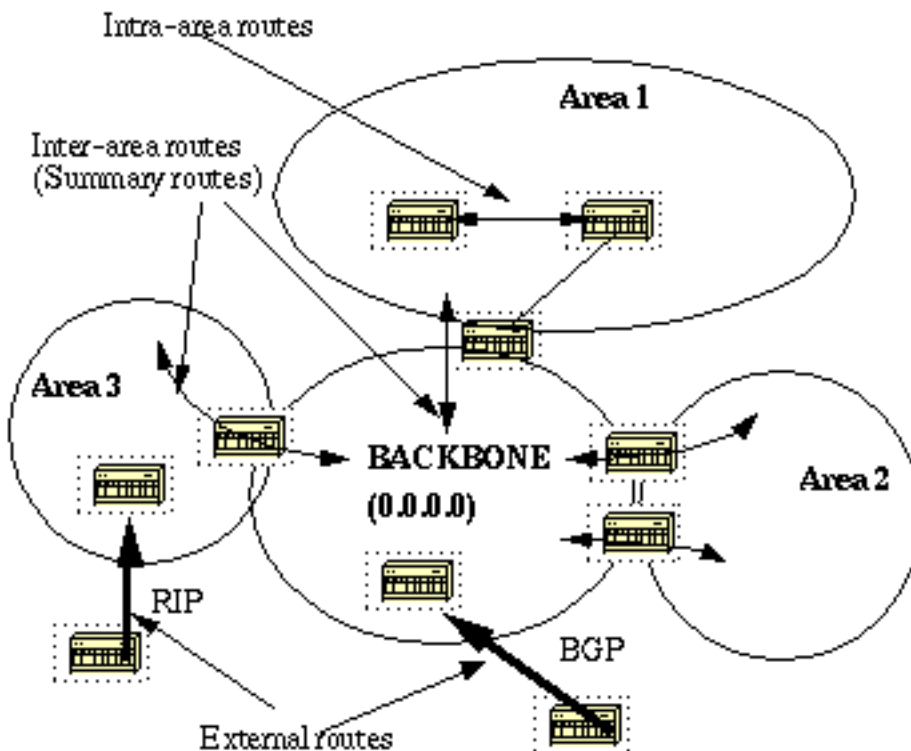 Intra-area routes
Area 1
Inter-area routes
(Summary routes)
Area 3
BACKBONE
(0.0.0.0)
Area 2
RIP
BGP
External routes